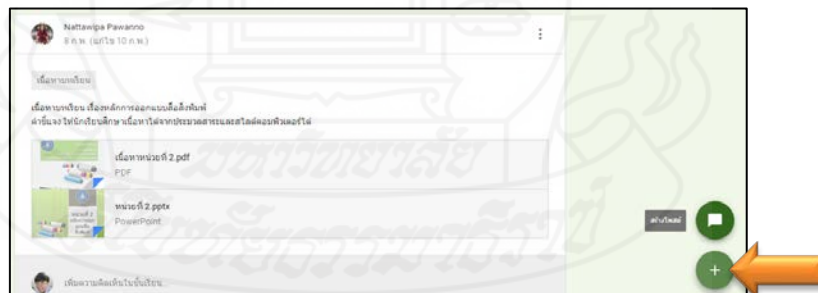 Nattawipa Pawanno
8 ก.พ. (แก้ไข 10 ก.พ.)
เนื้อหาบทเรียน
เนื้อหาบทเรียน เรื่องหลักการออกแบบสื่อสิ่งพิมพ์
คำชี้แจง ให้นักเรียนศึกษาเนื้อหาได้จากประมวลสาระและสไลด์คอมพิวเตอร์ได้
เนื้อหาหน่วยที่ 2.pdf
PDF
หน่วยที่ 2.pptx
PowerPoint
สร้างโพสต์
เพิ่มความคิดเห็นในชั้นเรียน...